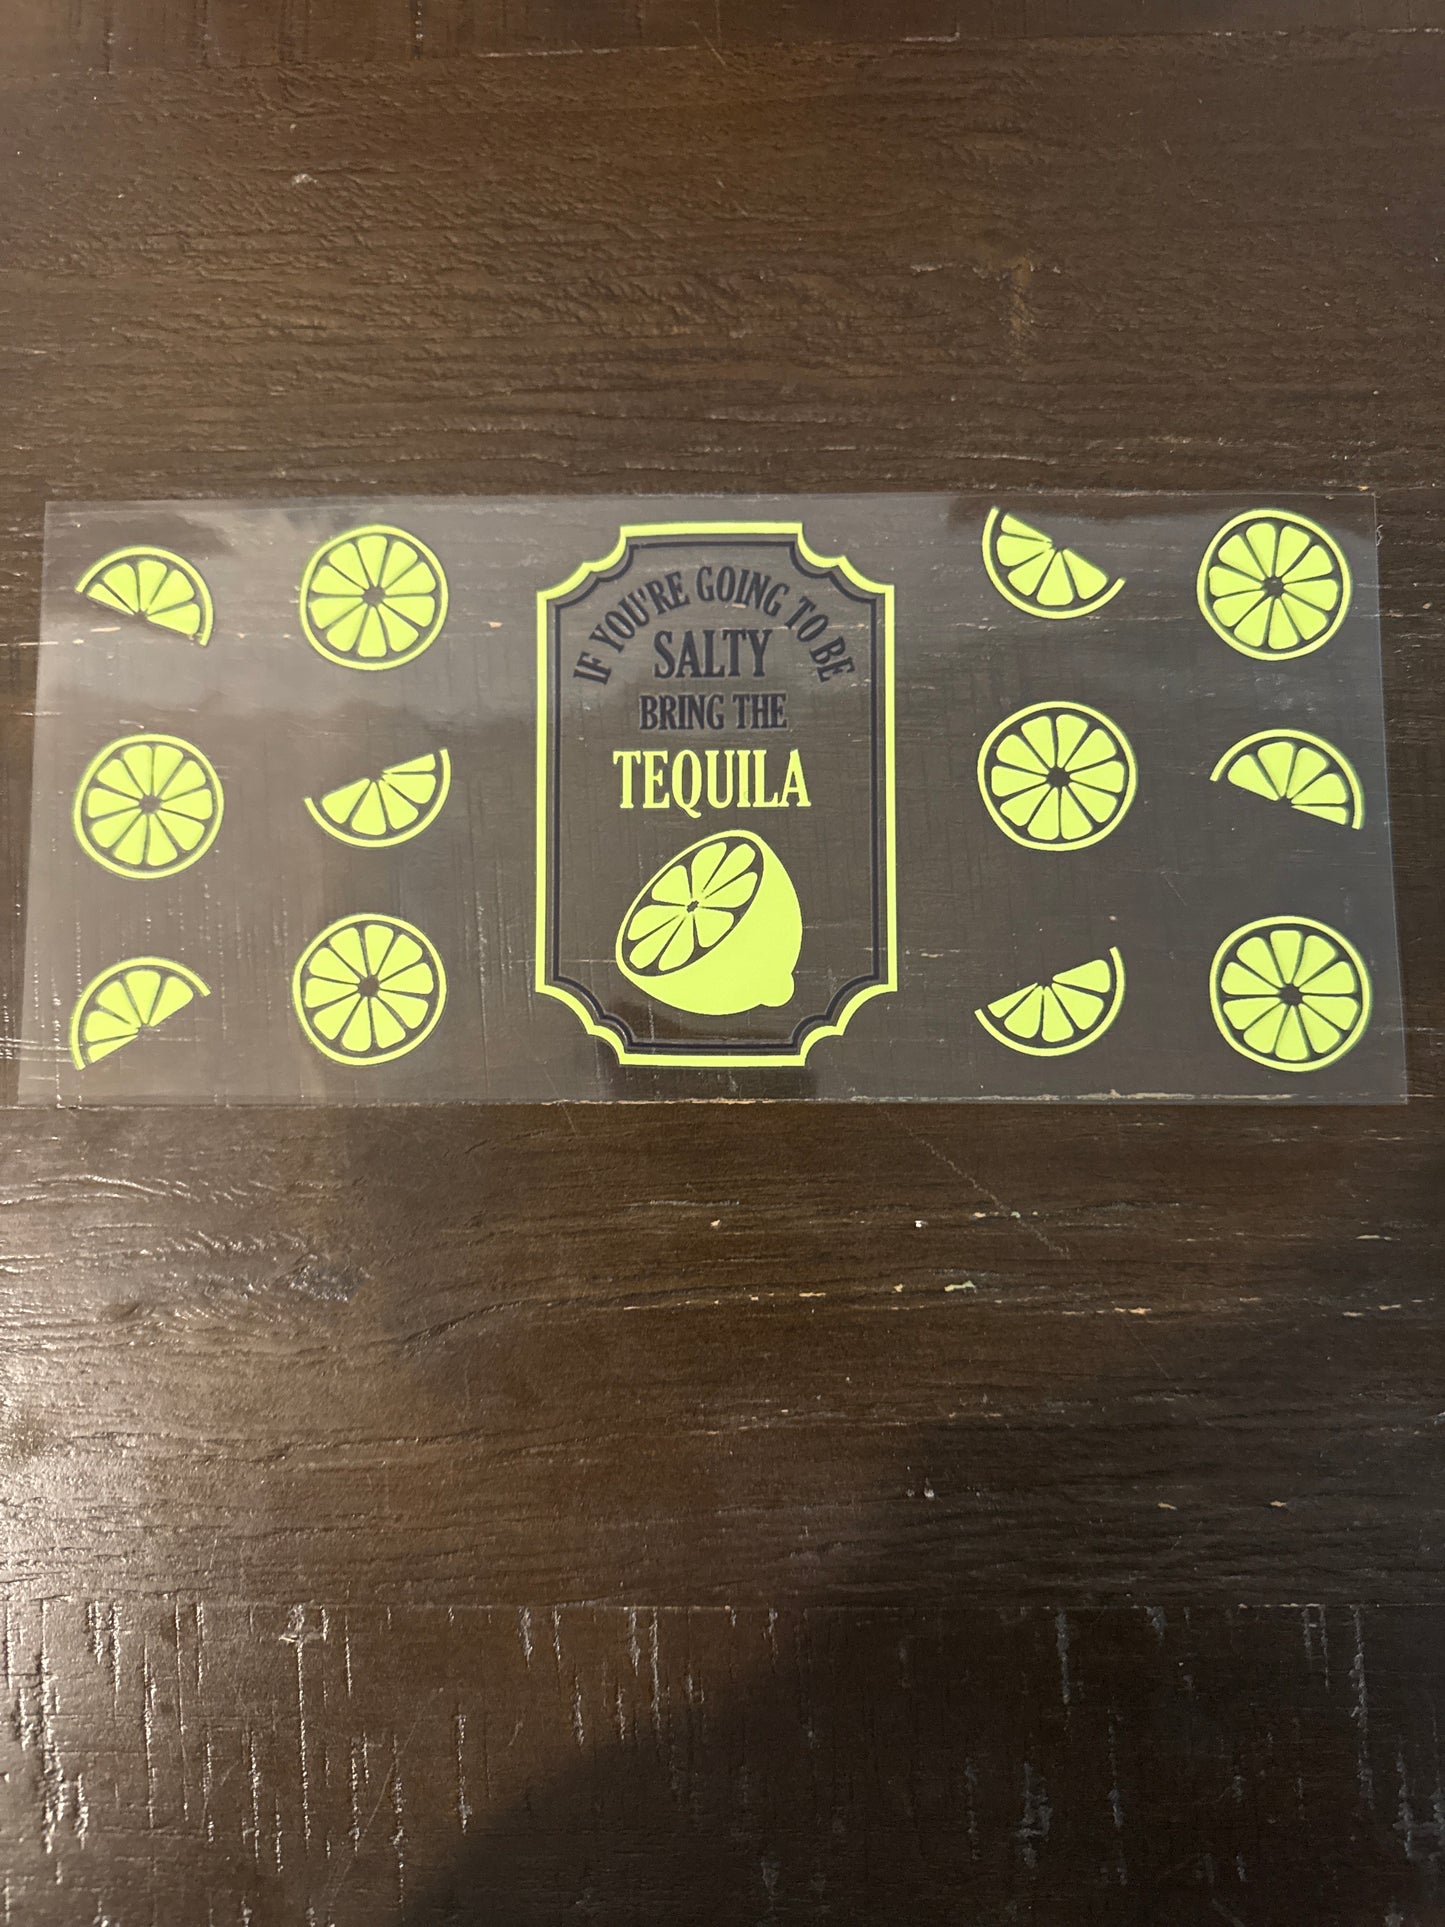 IF YOU'RE GOING TO BE
SALTY
BRING THE
TEQUILA